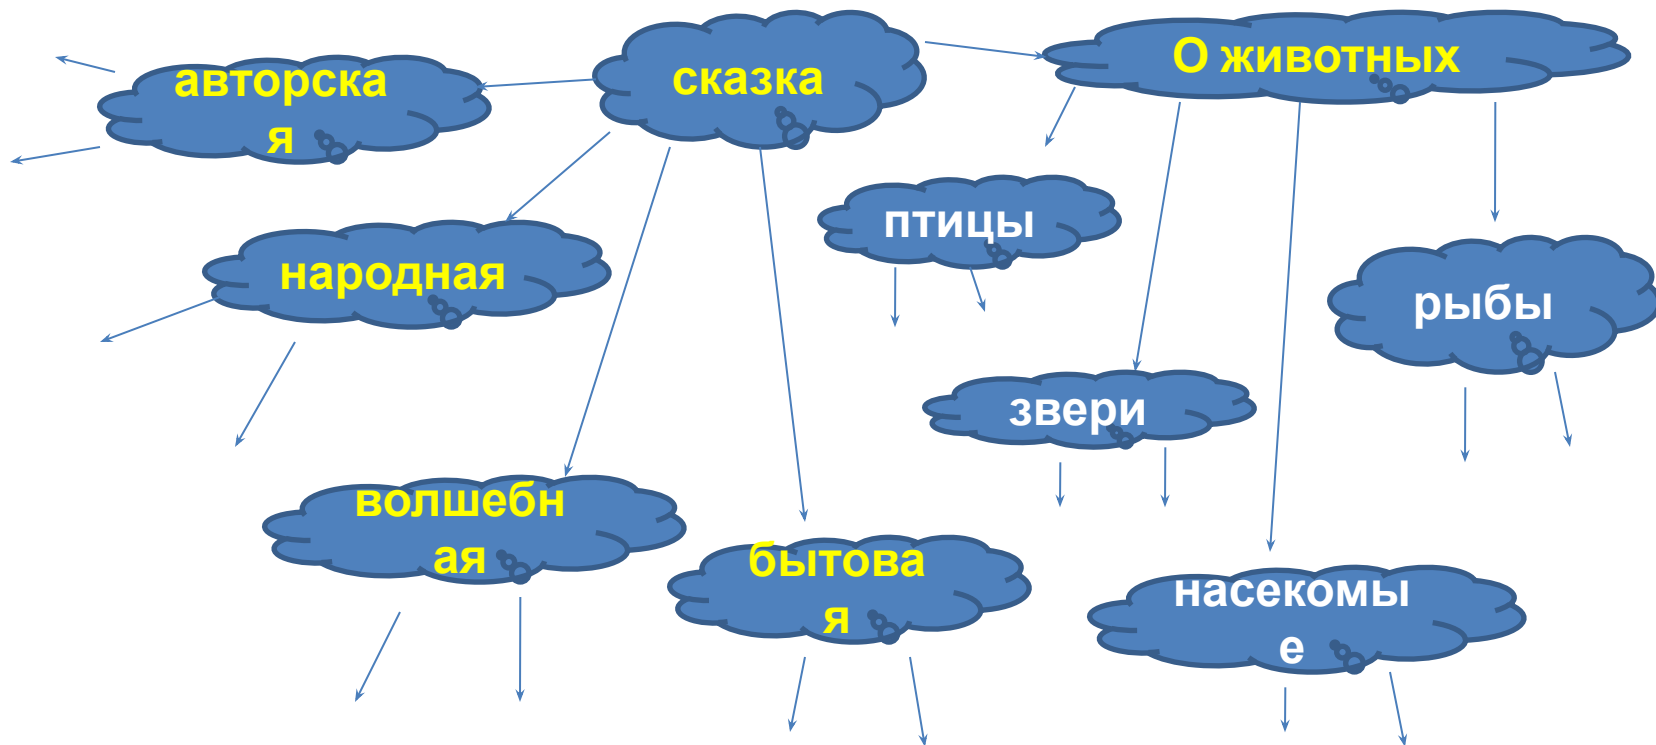 сказка
О животных
авторска
я
птицы
народная
рыбы
звери
волшебн
ая
бытова
я
насекомы
е